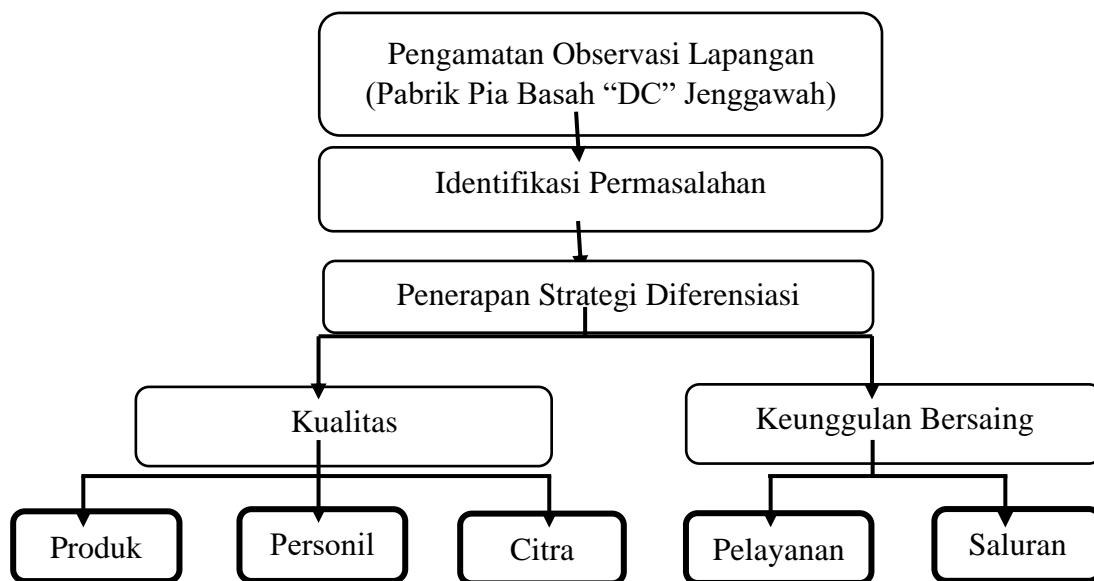 Pengamatan Observasi Lapangan
(Pabrik Pia Basah “DC” Jenggawah)
Identifikasi Permasalahan
Penerapan Strategi Diferensiasi
Kualitas
Keunggulan Bersaing
Produk
Personil
Citra
Pelayanan
Saluran